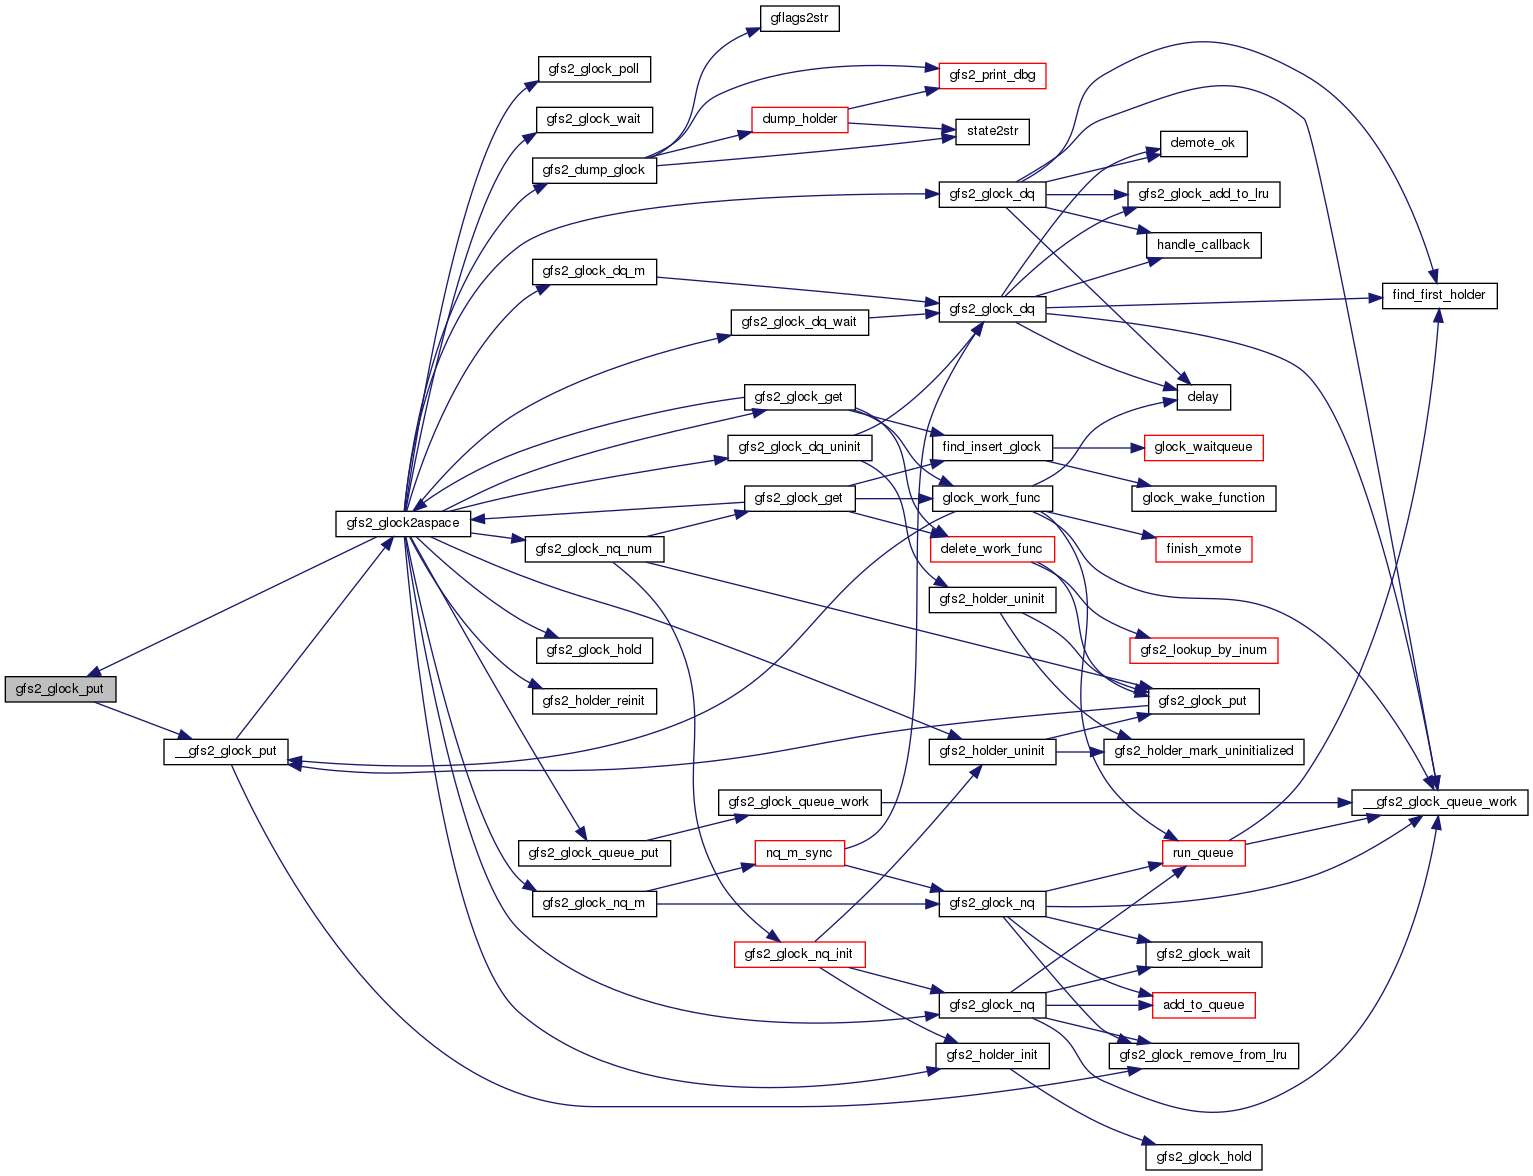 gflags2str
gfs2_glock_poll
gfs2_print_dbg
gfs2_glock_wait
dump_holder
state2str
demote_ok
gfs2_dump_glock
gfs2_glock_dq
gfs2_glock_add_to_lru
handle_callback
gfs2_glock_dq_m
find_first_holder
gfs2_glock_dq
gfs2_glock_dq_wait
gfs2_glock_get
delay
gfs2_glock_dq_uninit
find_insert_glock
glock_waitqueue
gfs2_glock_get
glock_work_func
glock_wake_function
gfs2_glock2aspace
gfs2_glock_nq_num
delete_work_func
finish_xmote
gfs2_holder_uninit
gfs2_glock_hold
gfs2_lookup_by_inum
gfs2_glock_put
gfs2_holder_reinit
gfs2_glock_put
__gfs2_glock_put
gfs2_holder_uninit
gfs2_holder_mark_uninitialized
gfs2_glock_queue_work
__gfs2_glock_queue_work
gfs2_glock_queue_put
nq_m_sync
run_queue
gfs2_glock_nq_m
gfs2_glock_nq
gfs2_glock_nq_init
gfs2_glock_wait
gfs2_glock_nq
add_to_queue
gfs2_holder_init
gfs2_glock_remove_from_lru
gfs2_glock_hold